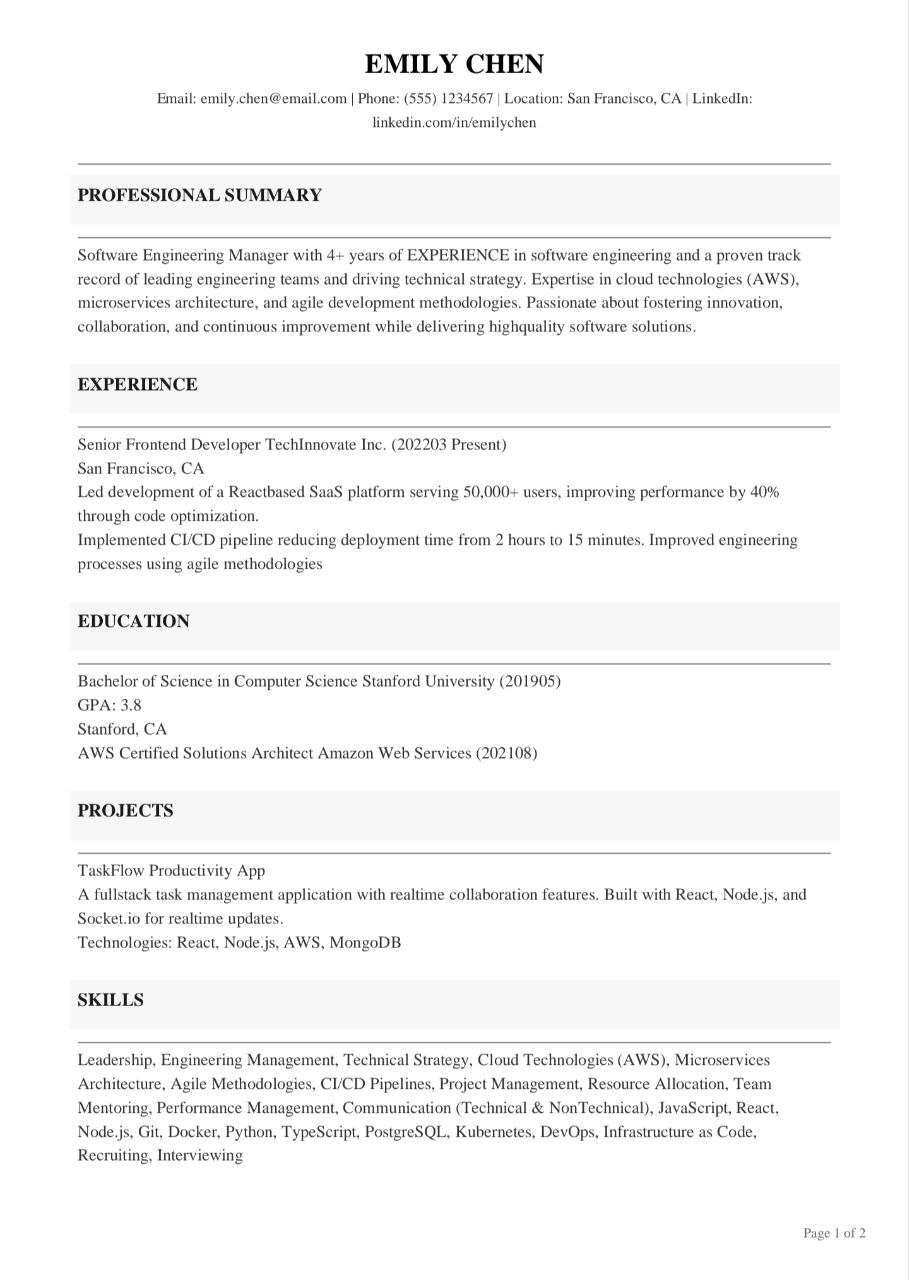 EMILY CHEN
Email: emily.chen@email.com | Phone: (555) 1234567 | Location: San Francisco, CA | LinkedIn:
linkedin.com/in/emilychen
PROFESSIONAL SUMMARY
Software Engineering Manager with 4+ years of EXPERIENCE in software engineering and a proven track
record of leading engineering teams and driving technical strategy. Expertise in cloud technologies (AWS),
microservices architecture, and agile development methodologies. Passionate about fostering innovation,
collaboration, and continuous improvement while delivering highquality software solutions.
EXPERIENCE
Senior Frontend Developer TechInnovate Inc. (202203 Present)
San Francisco, CA
Led development of a Reactbased SaaS platform serving 50,000+ users, improving performance by 40%
through code optimization.
Implemented CI/CD pipeline reducing deployment time from 2 hours to 15 minutes. Improved engineering
processes using agile methodologies
EDUCATION
Bachelor of Science in Computer Science Stanford University (201905)
GPA: 3.8
Stanford, CA
AWS Certified Solutions Architect Amazon Web Services (202108)
PROJECTS
TaskFlow Productivity App
A fullstack task management application with realtime collaboration features. Built with React, Node.js, and
Socket.io for realtime updates.
Technologies: React, Node.js, AWS, MongoDB
SKILLS
Leadership, Engineering Management, Technical Strategy, Cloud Technologies (AWS), Microservices
Architecture, Agile Methodologies, CI/CD Pipelines, Project Management, Resource Allocation, Team
Mentoring, Performance Management, Communication (Technical & NonTechnical), JavaScript, React,
Node.js, Git, Docker, Python, TypeScript, PostgreSQL, Kubernetes, DevOps, Infrastructure as Code,
Recruiting, Interviewing
Page 1 of 2